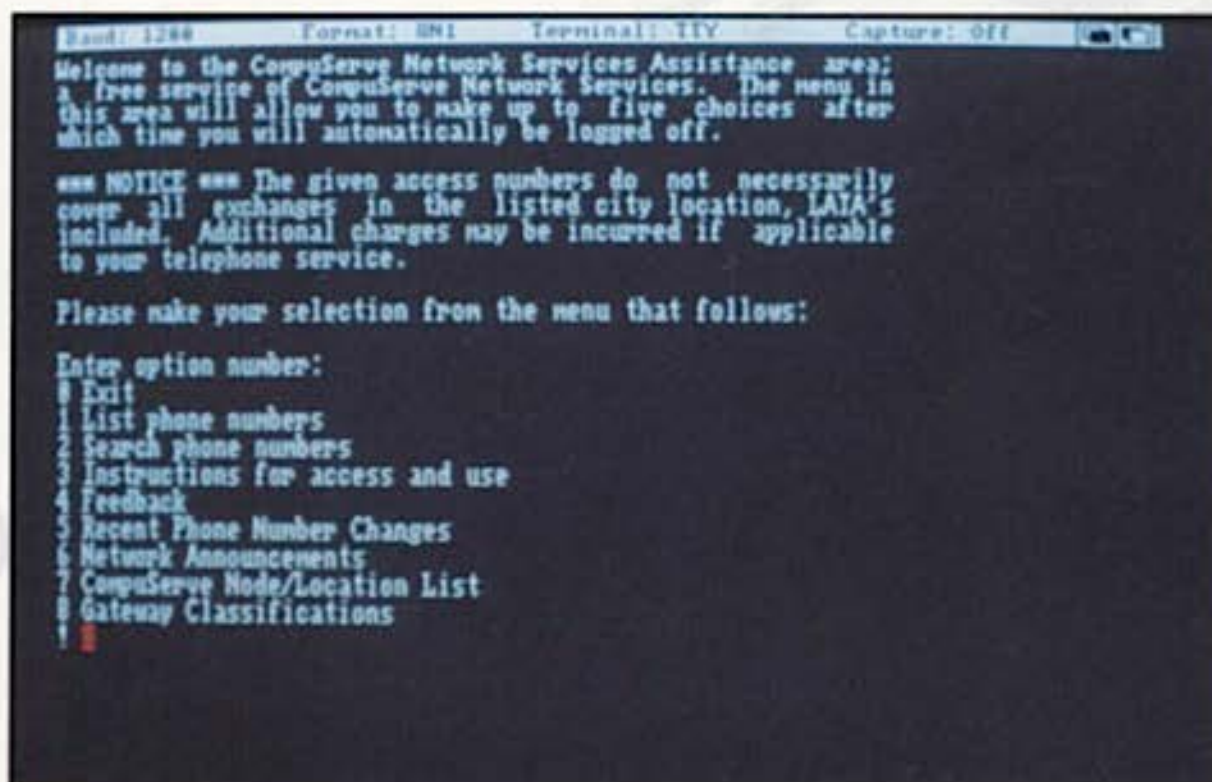 Baud: 1200 Format: 8N1 Terminal: TTY Capture: Off
Welcome to the CompuServe Network Services Assistance area;
a free service of CompuServe Network Services. The menu in
this area will allow you to make up to five choices after
which time you will automatically be logged off.
*** NOTICE *** The given access numbers do not necessarily
cover all exchanges in the listed city location, LATA's
included. Additional charges may be incurred if applicable
to your telephone service.
Please make your selection from the menu that follows:
Enter option number:
0 Exit
1 List phone numbers
2 Search phone numbers
3 Instructions for access and use
4 Feedback
5 Recent Phone Number Changes
6 Network Announcements
7 CompuServe Node/Location List
8 Gateway Classifications
!